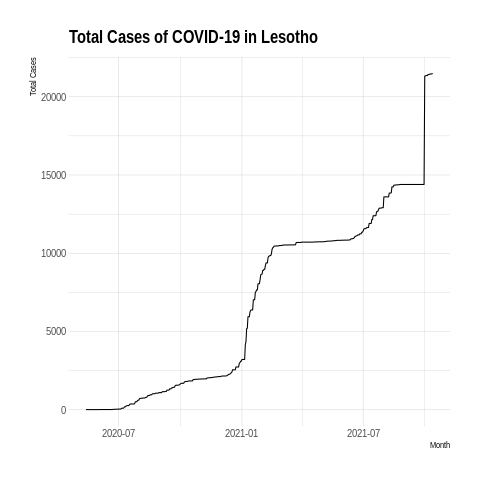 Total Cases of COVID-19 in Lesotho
Total Cases
20000
15000
10000
5000
0
2020-07 2021-01 2021-07
Month